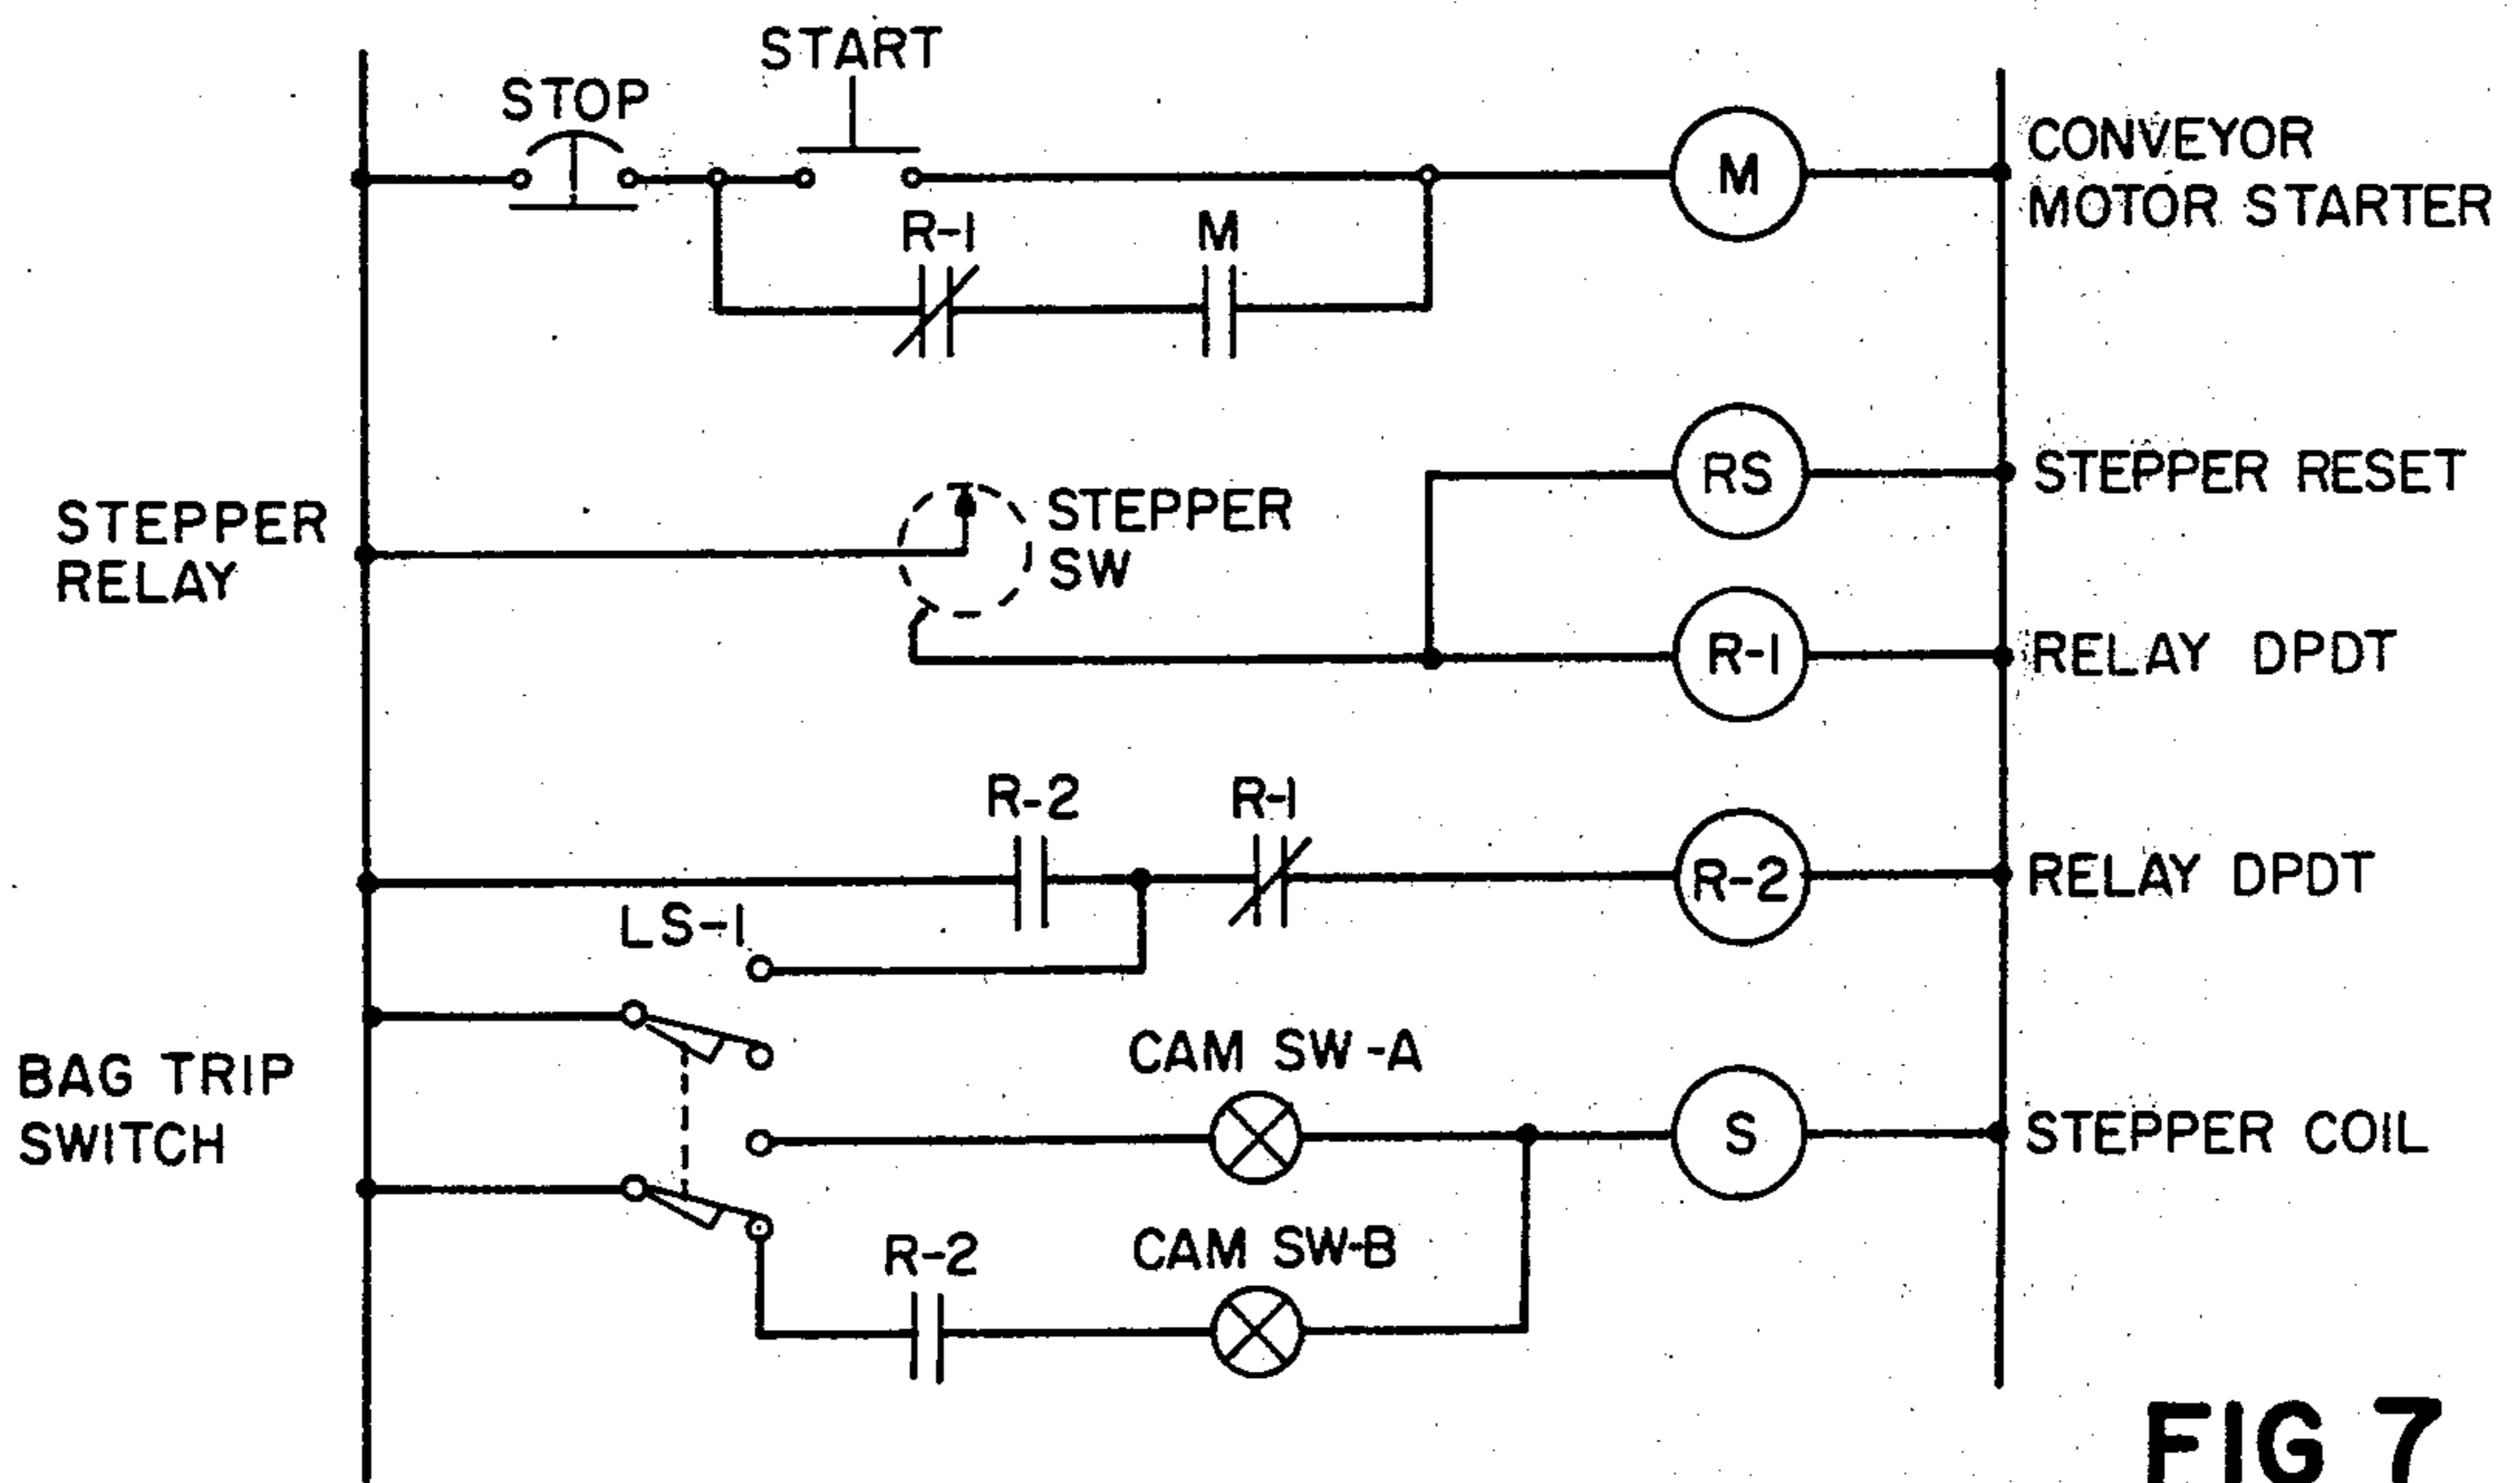 START
STOP
CONVEYOR
MOTOR STARTER
M
R-1
M
RS
STEPPER RESET
STEPPER
RELAY
STEPPER
SW
R-1
RELAY DPDT
R-2
R-1
R-2
RELAY DPDT
LS-1
CAM SW-A
BAG TRIP
SWITCH
S
STEPPER COIL
R-2
CAM SW-B
FIG 7